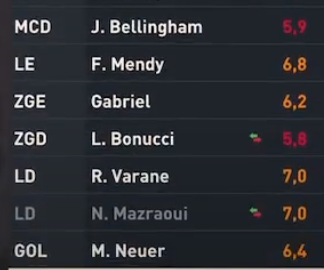 MCD J. Bellingham 5,9
LE F. Mendy 6,8
ZGE Gabriel 6,2
ZGD L. Bonucci 5,8
LD R. Varane 7,0
LD N. Mazraoui 7,0
GOL M. Neuer 6,4